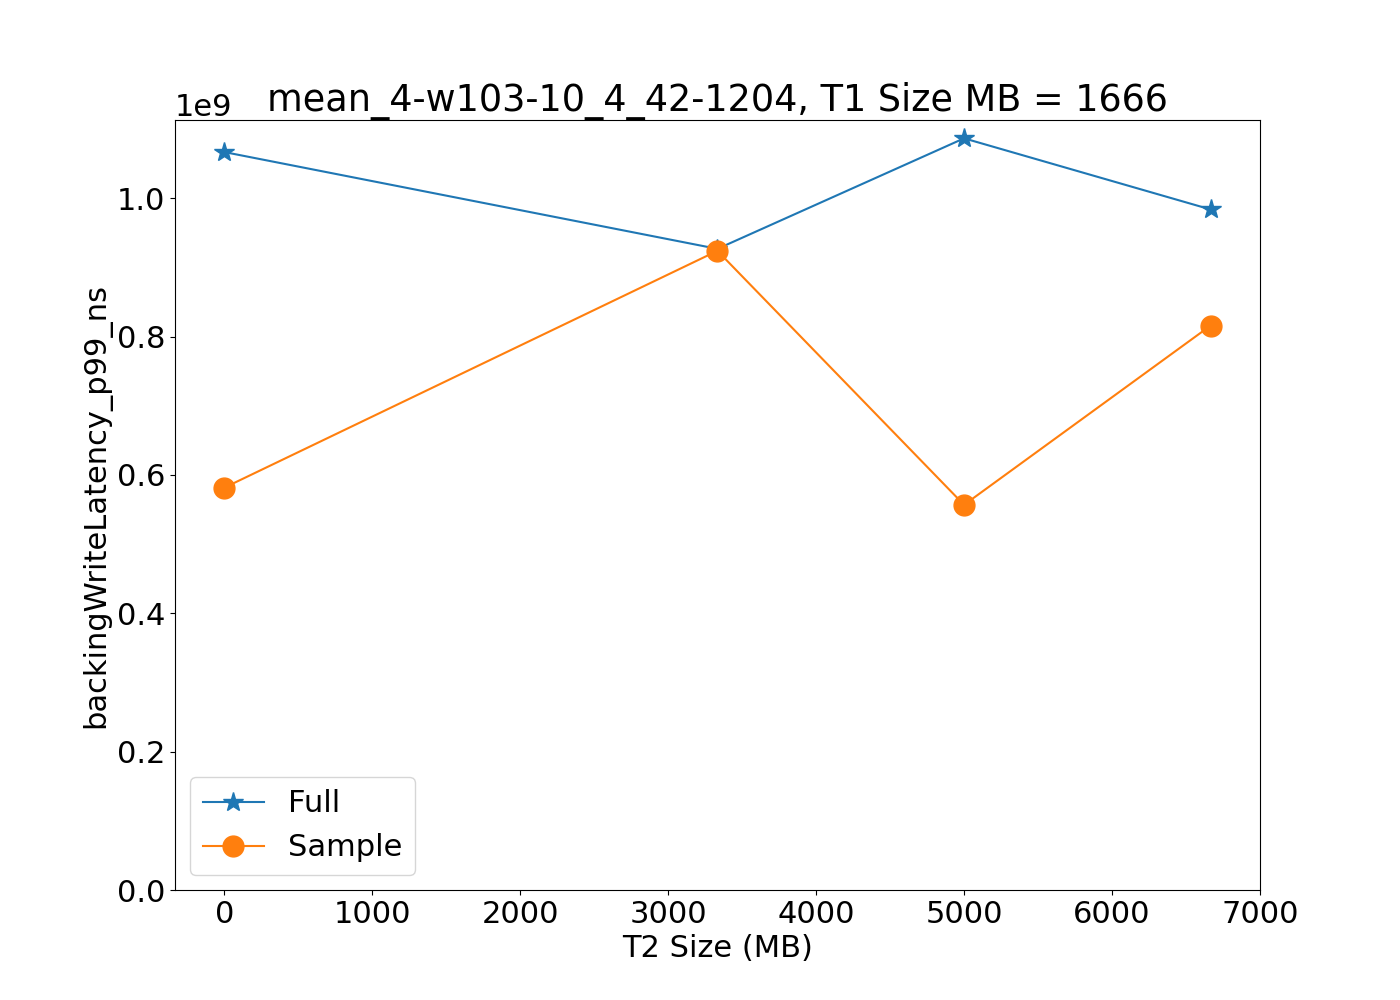 1e9
mean_4-w103-10_4_42-1204, T1 Size MB = 1666
backingWriteLatency_p99_ns
1.0
0.8
0.6
0.4
0.2
0.0
Full
Sample
0 1000 2000 3000 4000 5000 6000 7000
T2 Size (MB)